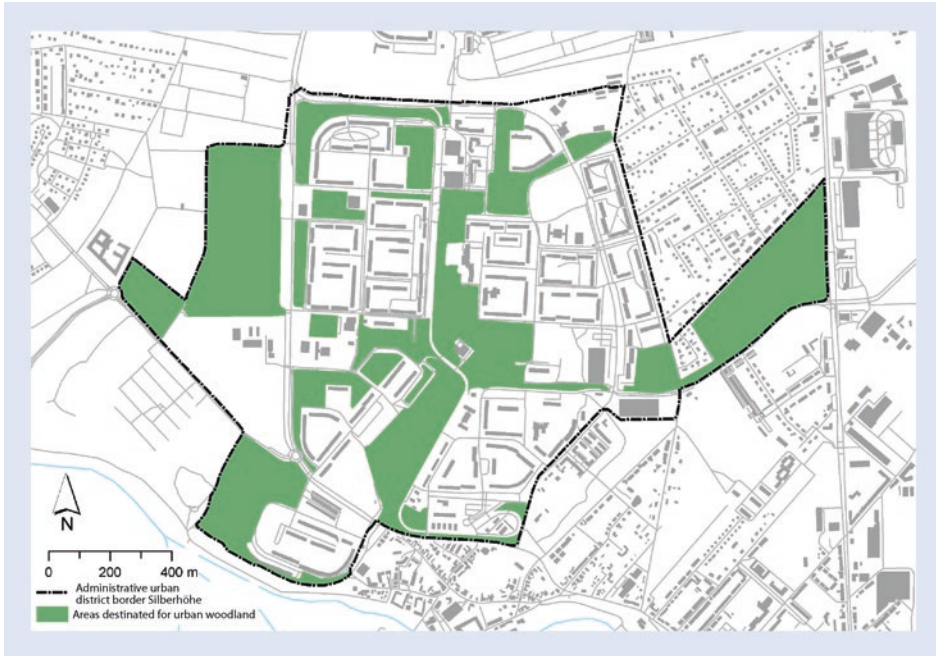 N
0 200 400 m
Administrative urban
district border Silberhöhe
Areas destinated for urban woodland